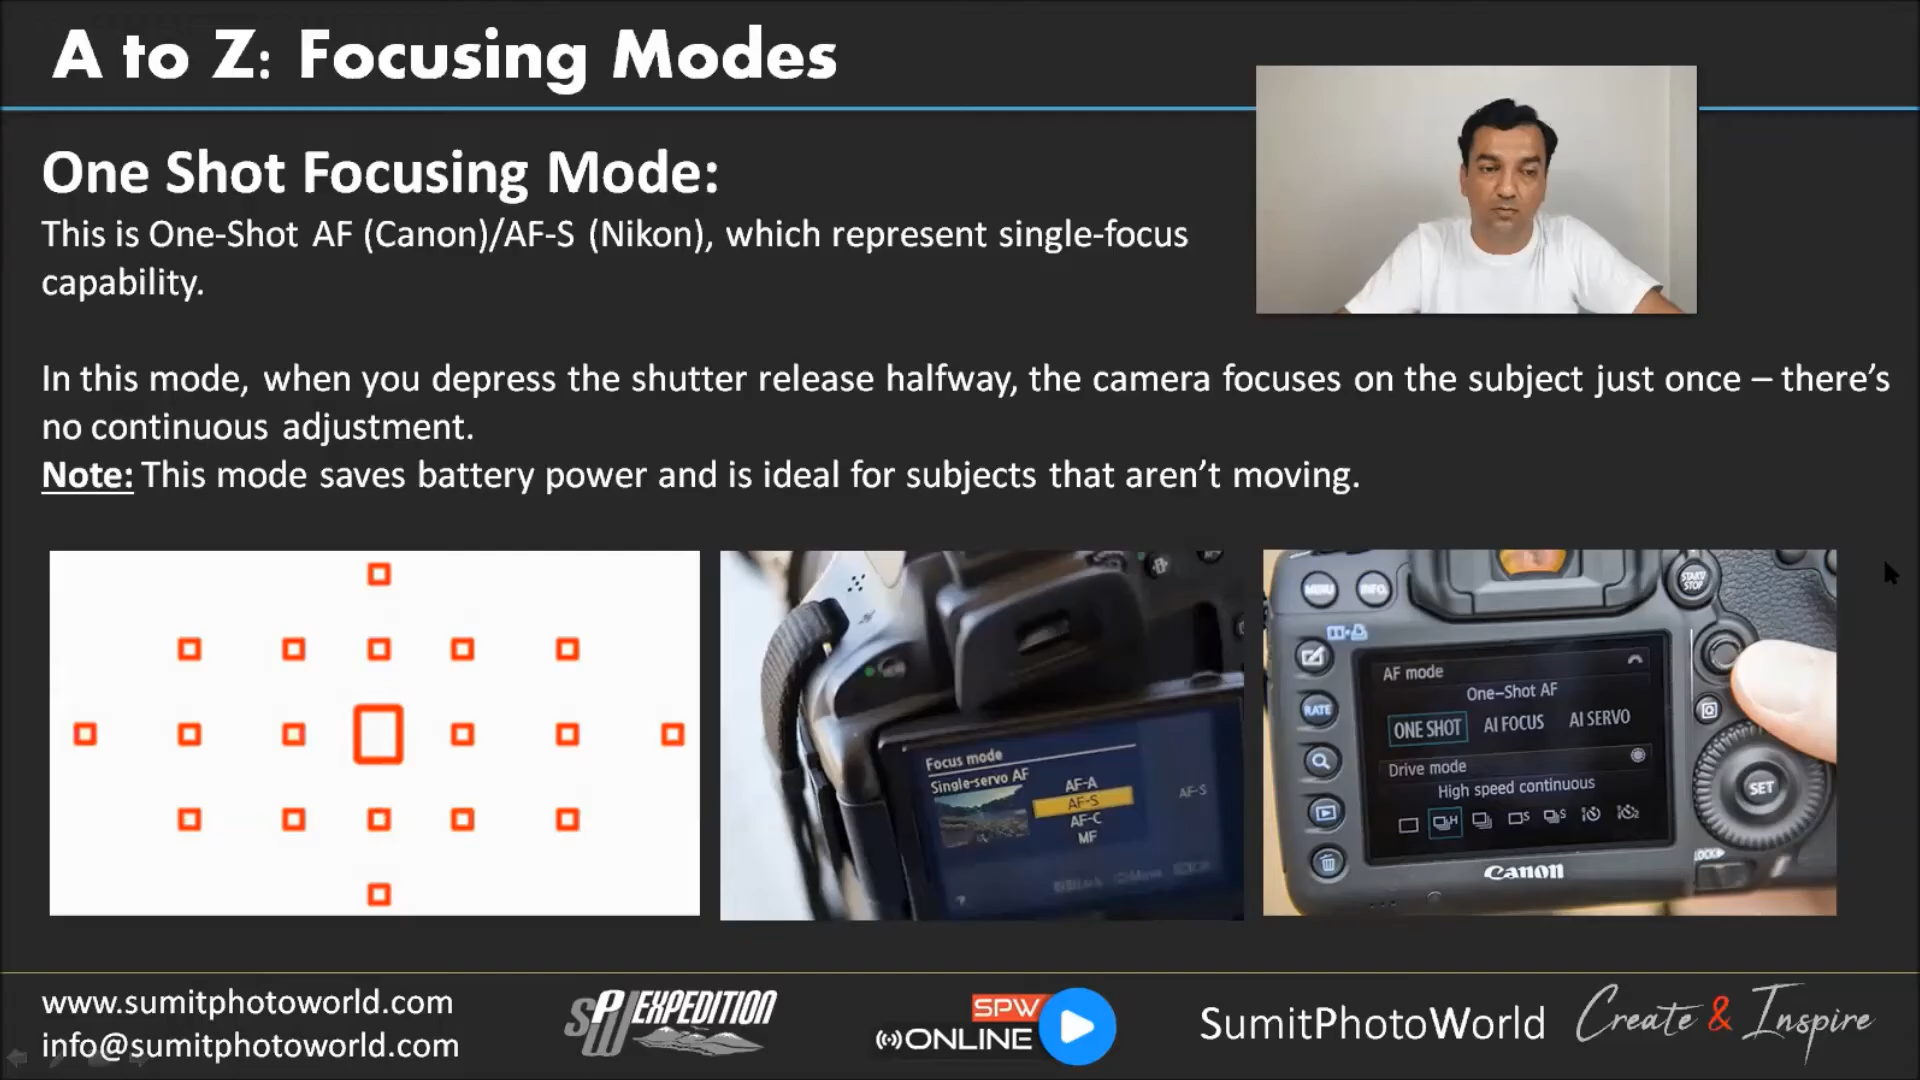 A to Z: Focusing Modes
One Shot Focusing Mode:
This is One-Shot AF (Canon)/AF-S (Nikon), which represent single-focus
capability.
In this mode, when you depress the shutter release halfway, the camera focuses on the subject just once – there’s
no continuous adjustment.
Note: This mode saves battery power and is ideal for subjects that aren’t moving.
Focus mode
Single-servo AF
AF-A
AF-S
AF-S
AF-C
MF
?
MENU
INFO.
START/
STOP
RATE
Q
SET
LOCK▶
AF mode
One-Shot AF
ONE SHOT AI FOCUS AI SERVO
Drive mode
High speed continuous
H
S
S
2
Canon
www.sumitphotoworld.com
info@sumitphotoworld.com
SPW EXPEDITION
SPW
ONLINE
SumitPhotoWorld
Create & Inspire